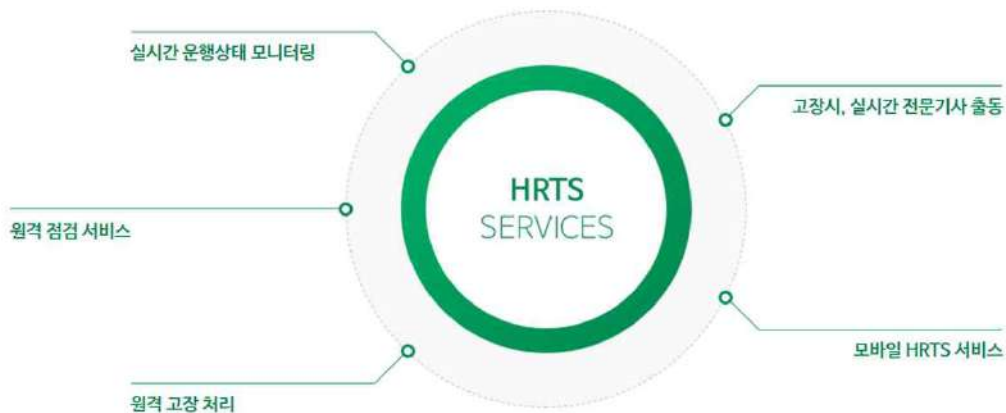 실시간 운행상태 모니터링
고장시, 실시간 전문기사 출동
HRTS
SERVICES
원격 점검 서비스
모바일 HRTS 서비스
원격 고장 처리